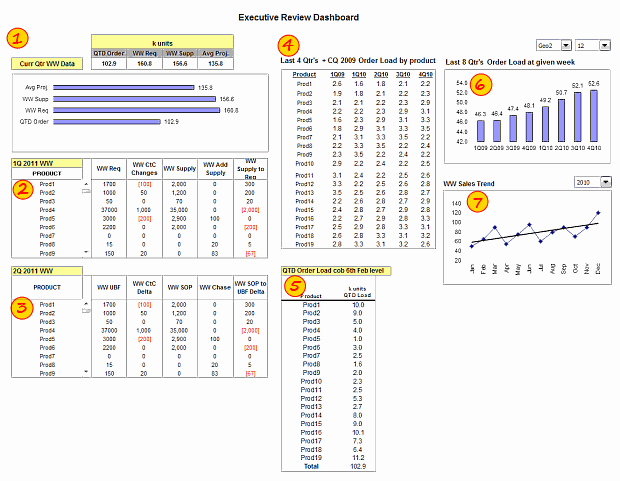 Executive Review Dashboard
1
k units
QTD Order WW Req WW Supp Avg Proj.
Curr Qtr WW Data 102.9 160.8 156.6 135.8
Avg Proj. 135.8
WW Supp 156.6
WW Req 160.8
QTD Order 102.9
1Q 2011 WW
PRODUCT WW Req WW CtC Changes WW Supply WW Add Supply WW Supply to Req
2
Prod1 1700 [100] 2,000 0 300
Prod2 1000 50 1,200 0 200
Prod3 50 0 70 0 20
Prod4 37000 1,000 35,000 0 [2,000]
Prod5 3000 [200] 2,900 100 0
Prod6 2200 0 2,000 0 [200]
Prod7 0 0 0 0 0
Prod8 15 0 0 20 5
Prod9 150 20 0 83 [67]
2Q 2011 WW
PRODUCT WW UBF WW CtC Delta WW SOP WW Chase WW SOP to UBF Delta
3
Prod1 1700 [100] 2,000 0 300
Prod2 1000 50 1,200 0 200
Prod3 50 0 70 0 20
Prod4 37000 1,000 35,000 0 [2,000]
Prod5 3000 [200] 2,900 100 0
Prod6 2200 0 2,000 0 [200]
Prod7 0 0 0 0 0
Prod8 15 0 0 20 5
Prod9 150 20 0 83 [67]
4
Last 4 Qtr's + CQ 2009 Order Load by product
Product 1Q09 1Q10 2Q10 3Q10 4Q10
Prod1 2.6 1.6 1.8 2.1 2.2
Prod2 1.9 1.8 2.1 2.2 2.3
Prod3 2.1 2.1 2.2 2.3 2.9
Prod4 2.2 2.2 2.3 2.9 3.1
Prod5 1.6 2.3 2.9 3.1 3.3
Prod6 1.8 2.9 3.1 3.3 3.5
Prod7 2.1 3.1 3.3 3.5 2.2
Prod8 2.2 3.3 3.5 2.2 2.4
Prod9 2.3 3.5 2.2 2.4 2.2
Prod10 2.9 2.2 2.4 2.2 2.5
Prod11 3.1 2.4 2.2 2.5 2.6
Prod12 3.3 2.2 2.5 2.6 2.8
Prod13 3.5 2.5 2.6 2.8 2.7
Prod14 2.2 2.6 2.8 2.7 2.9
Prod15 2.4 2.8 2.7 2.9 2.8
Prod16 2.2 2.7 2.9 2.8 3.3
Prod17 2.5 2.9 2.8 3.3 3.1
Prod18 2.6 2.8 3.3 3.1 3.2
Prod19 2.8 3.3 3.1 3.2 2.6
QTD Order Load cob 6th Feb level
5
Product k units QTD Load
Prod1 10.0
Prod2 9.0
Prod3 5.0
Prod4 4.0
Prod5 1.0
Prod6 3.0
Prod7 2.5
Prod8 1.6
Prod9 2.0
Prod10 2.3
Prod11 2.5
Prod12 5.3
Prod13 2.7
Prod14 8.0
Prod15 9.0
Prod16 10.1
Prod17 7.3
Prod18 6.4
Prod19 11.2
Total 102.9
Geo2 12
Last 8 Qtr's Order Load at given week
6
54.0
52.0
50.0
48.0
46.0
44.0
42.0
46.3 46.4 47.4 48.1 49.2 50.7 52.1 52.6
1Q09 2Q09 3Q09 4Q09 1Q10 2Q10 3Q10 4Q10
WW Sales Trend 2010
7
140
120
100
80
60
40
20
Jan Feb Mar Apr May Jun Jul Aug Sep Oct Nov Dec